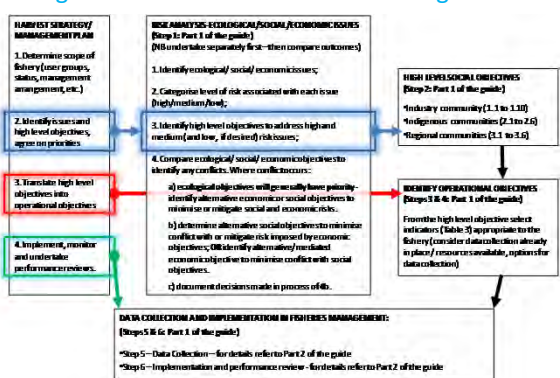 HARVEST STRATEGY/
MANAGEMENT PLAN
1. Determine scope of
fishery (user groups,
status, management
arrangement, etc.)
2. Identify issues and
high level objectives,
agree on priorities
3. Translate high level
objectives into
operational objectives
4. Implement, monitor
and undertake
performance reviews.
RISK ANALYSIS-ECOLOGICAL/SOCIAL/ECONOMIC ISSUES
(Step 1: Part 1 of the guide)
(NB undertake separately first – then compare outcomes)
1. Identify ecological/ social/ economic issues;
2. Categorise level of risk associated with each issue
(high/medium/low);
3. Identify high level objectives to address high and
medium (and low, if desired) risk issues;
4. Compare ecological/ social/ economic objectives to
identify any conflicts. Where conflict occurs:
a) ecological objectives will generally have priority-
identify alternative economic or social objectives to
minimise or mitigate social and economic risks.
b) determine alternative social objectives to minimise
conflict with or mitigate risk imposed by economic
objectives; OR identify alternative/ mediated
economic objective to minimise conflict with social
objectives.
c) document decisions made in process of 4b.
HIGH LEVEL SOCIAL OBJECTIVES
(Step 2: Part 1 of the guide)
*Industry community (1.1 to 1.10)
*Indigenous communities (2.1 to 2.6)
*Regional communities (3.1 to 3.6)
IDENTIFY OPERATIONAL OBJECTIVES
(Steps 3 & 4: Part 1 of the guide)
From the high level objective select
indicators (Table 3) appropriate to the
fishery (consider data collection already
in place/ resources available, options for
data collection)
DATA COLLECTION AND IMPLEMENTATION IN FISHERIES MANAGEMENT:
(Steps 5 & 6: Part 1 of the guide)
*Step 5 – Data Collection – for details refer to Part 2 of the guide
*Step 6 – Implementation and performance review - for details refer to Part 2 of the guide